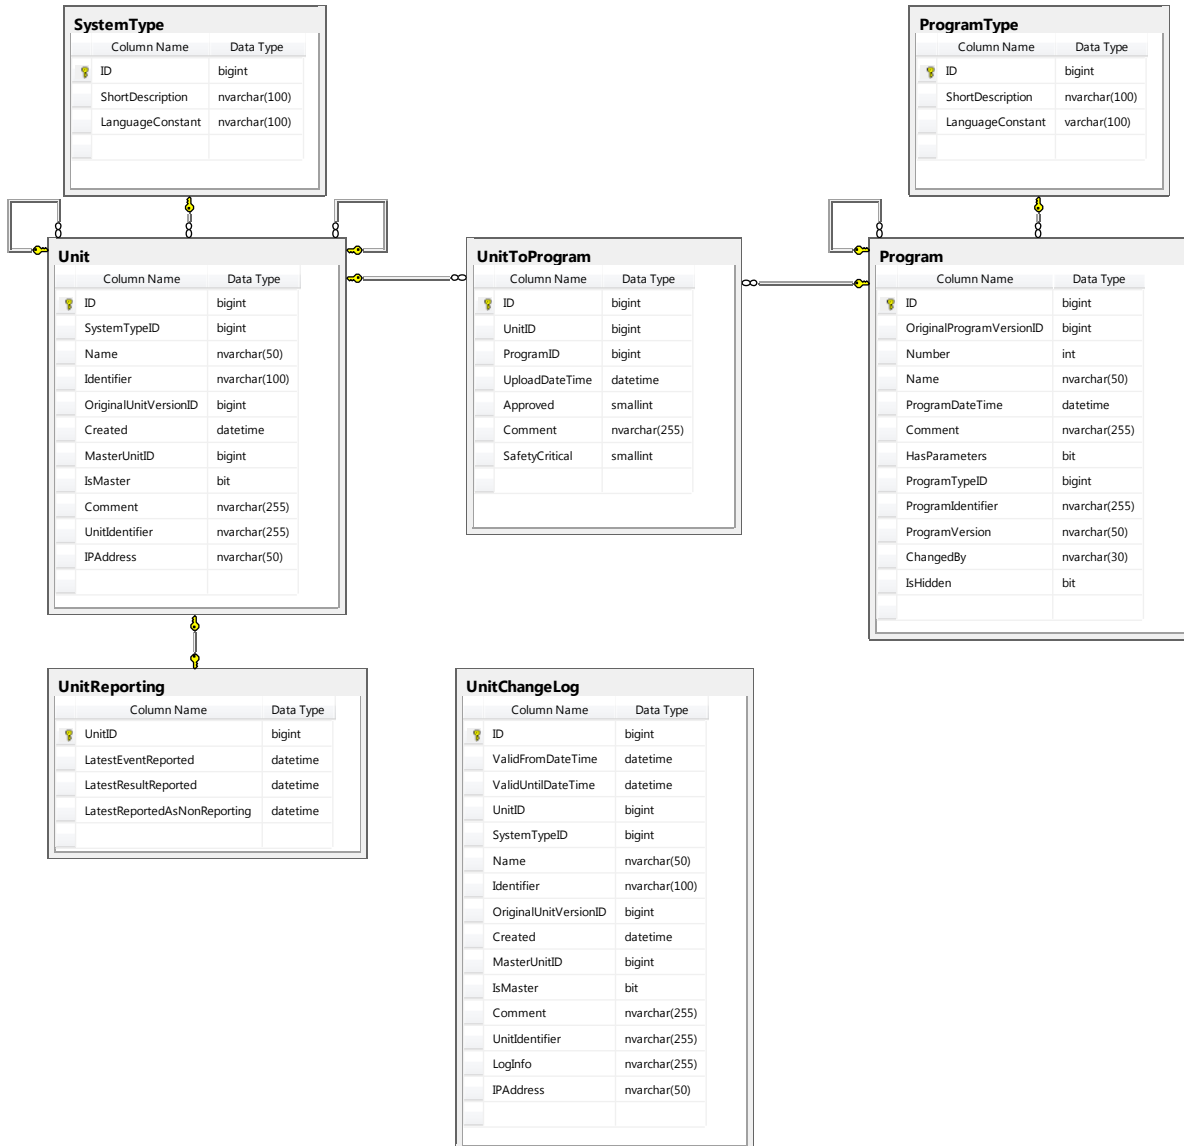 SystemType
Column Name Data Type
ID bigint
ShortDescription nvarchar(100)
LanguageConstant nvarchar(100)
ProgramType
Column Name Data Type
ID bigint
ShortDescription nvarchar(100)
LanguageConstant varchar(100)
Unit
Column Name Data Type
ID bigint
SystemTypeID bigint
Name nvarchar(50)
Identifier nvarchar(100)
OriginalUnitVersionID bigint
Created datetime
MasterUnitID bigint
IsMaster bit
Comment nvarchar(255)
UnitIdentifier nvarchar(255)
IPAddress nvarchar(50)
UnitToProgram
Column Name Data Type
ID bigint
UnitID bigint
ProgramID bigint
UploadDateTime datetime
Approved smallint
Comment nvarchar(255)
SafetyCritical smallint
Program
Column Name Data Type
ID bigint
OriginalProgramVersionID bigint
Number int
Name nvarchar(50)
ProgramDateTime datetime
Comment nvarchar(255)
HasParameters bit
ProgramTypeID bigint
ProgramIdentifier nvarchar(255)
ProgramVersion nvarchar(50)
ChangedBy nvarchar(30)
IsHidden bit
UnitReporting
Column Name Data Type
UnitID bigint
LatestEventReported datetime
LatestResultReported datetime
LatestReportedAsNonReporting datetime
UnitChangeLog
Column Name Data Type
ID bigint
ValidFromDateTime datetime
ValidUntilDateTime datetime
UnitID bigint
SystemTypeID bigint
Name nvarchar(50)
Identifier nvarchar(100)
OriginalUnitVersionID bigint
Created datetime
MasterUnitID bigint
IsMaster bit
Comment nvarchar(255)
UnitIdentifier nvarchar(255)
LogInfo nvarchar(255)
IPAddress nvarchar(50)